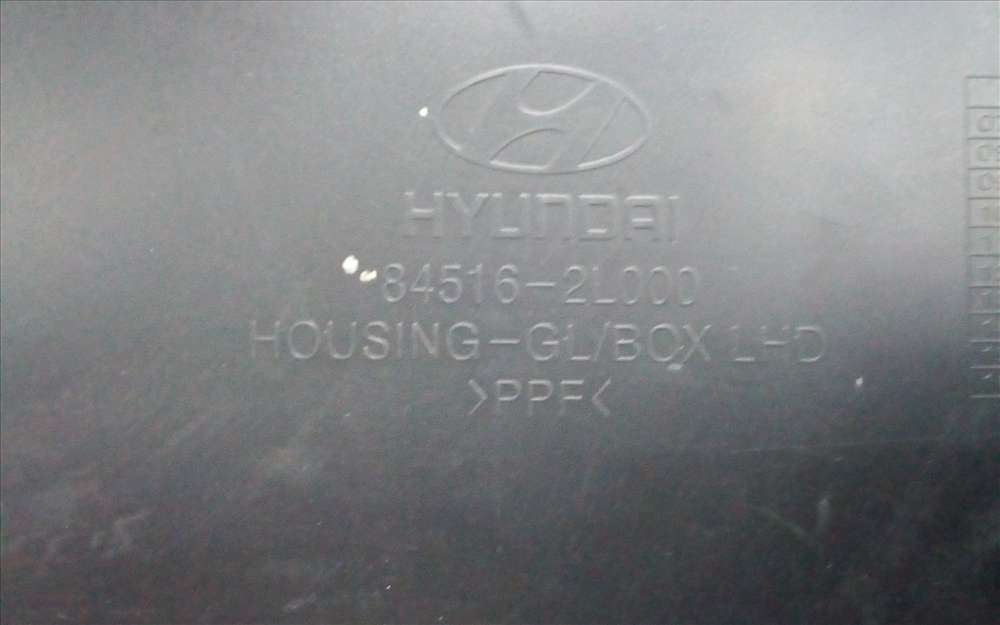 HYUNDAI
84516-2L000
HOUSING-GL/BOX LHD
>PPF<